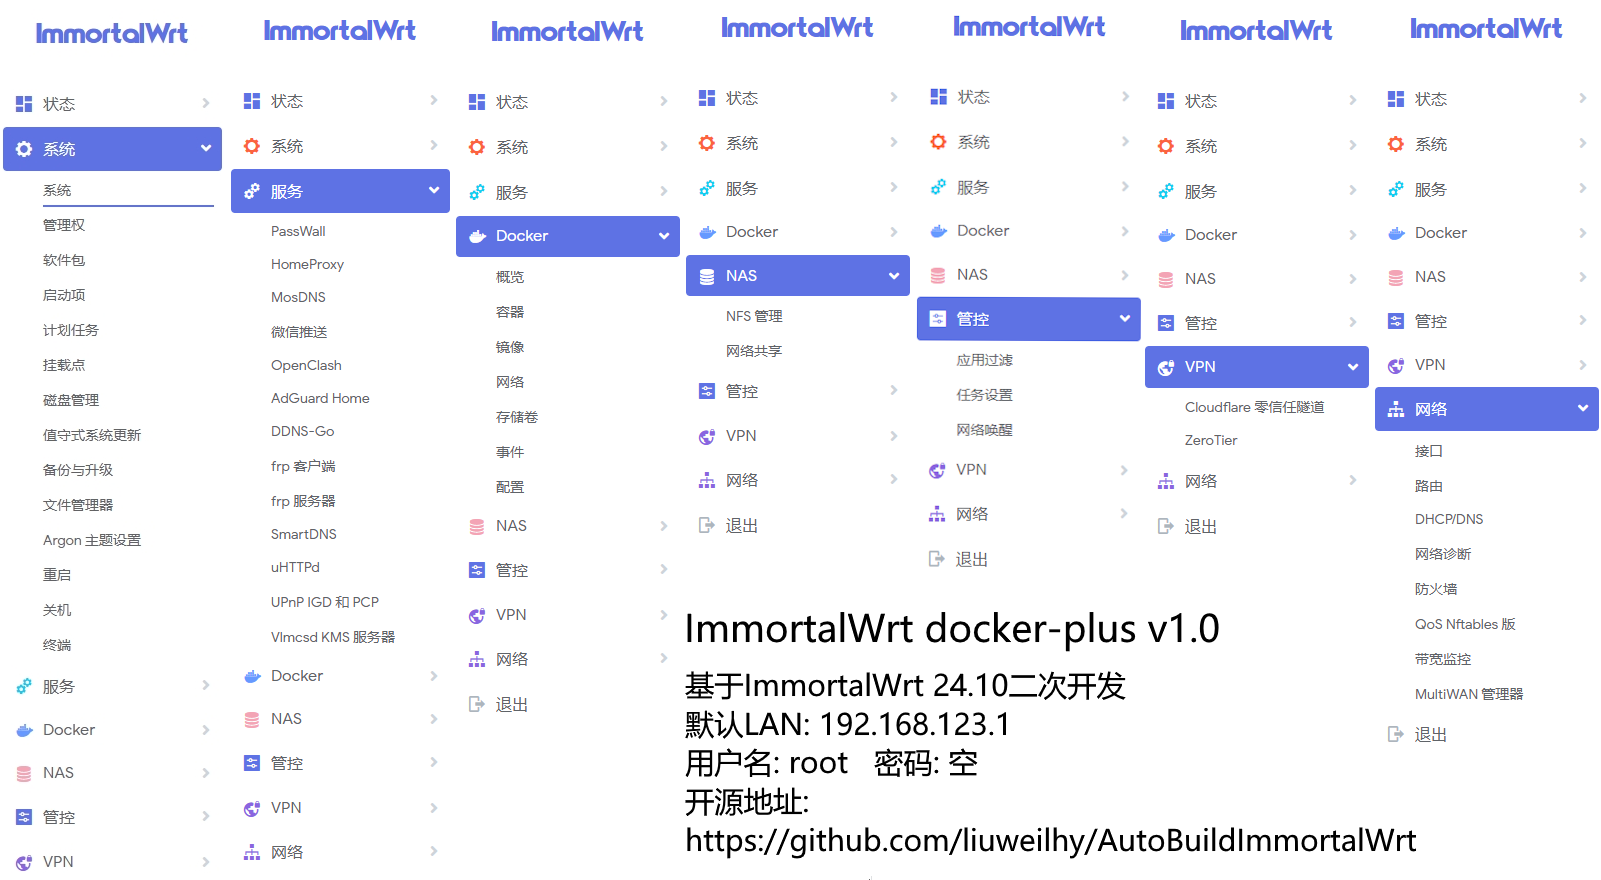 ImmortalWrt
状态
系统
系统
管理权
软件包
启动项
计划任务
挂载点
磁盘管理
值守式系统更新
备份与升级
文件管理器
Argon 主题设置
重启
关机
终端
服务
Docker
NAS
管控
VPN
ImmortalWrt
状态
系统
服务
PassWall
HomeProxy
MosDNS
微信推送
OpenClash
AdGuard Home
DDNS-Go
frp 客户端
frp 服务器
SmartDNS
uHTTPd
UPnP IGD 和 PCP
Vlmcsd KMS 服务器
Docker
NAS
管控
VPN
网络
ImmortalWrt
状态
系统
服务
Docker
概览
容器
镜像
网络
存储卷
事件
配置
NAS
管控
VPN
网络
退出
ImmortalWrt
状态
系统
服务
Docker
NAS
NFS 管理
网络共享
管控
VPN
网络
退出
ImmortalWrt
状态
系统
服务
Docker
NAS
管控
应用过滤
任务设置
网络唤醒
VPN
网络
退出
ImmortalWrt
状态
系统
服务
Docker
NAS
管控
VPN
Cloudflare 零信任隧道
ZeroTier
网络
退出
ImmortalWrt
状态
系统
服务
Docker
NAS
管控
VPN
网络
接口
路由
DHCP/DNS
网络诊断
防火墙
QoS Nftables 版
带宽监控
MultiWAN 管理器
退出
ImmortalWrt docker-plus v1.0
基于ImmortalWrt 24.10二次开发
默认LAN: 192.168.123.1
用户名: root 密码: 空
开源地址:
https://github.com/liuweilhy/AutoBuildImmortalWrt